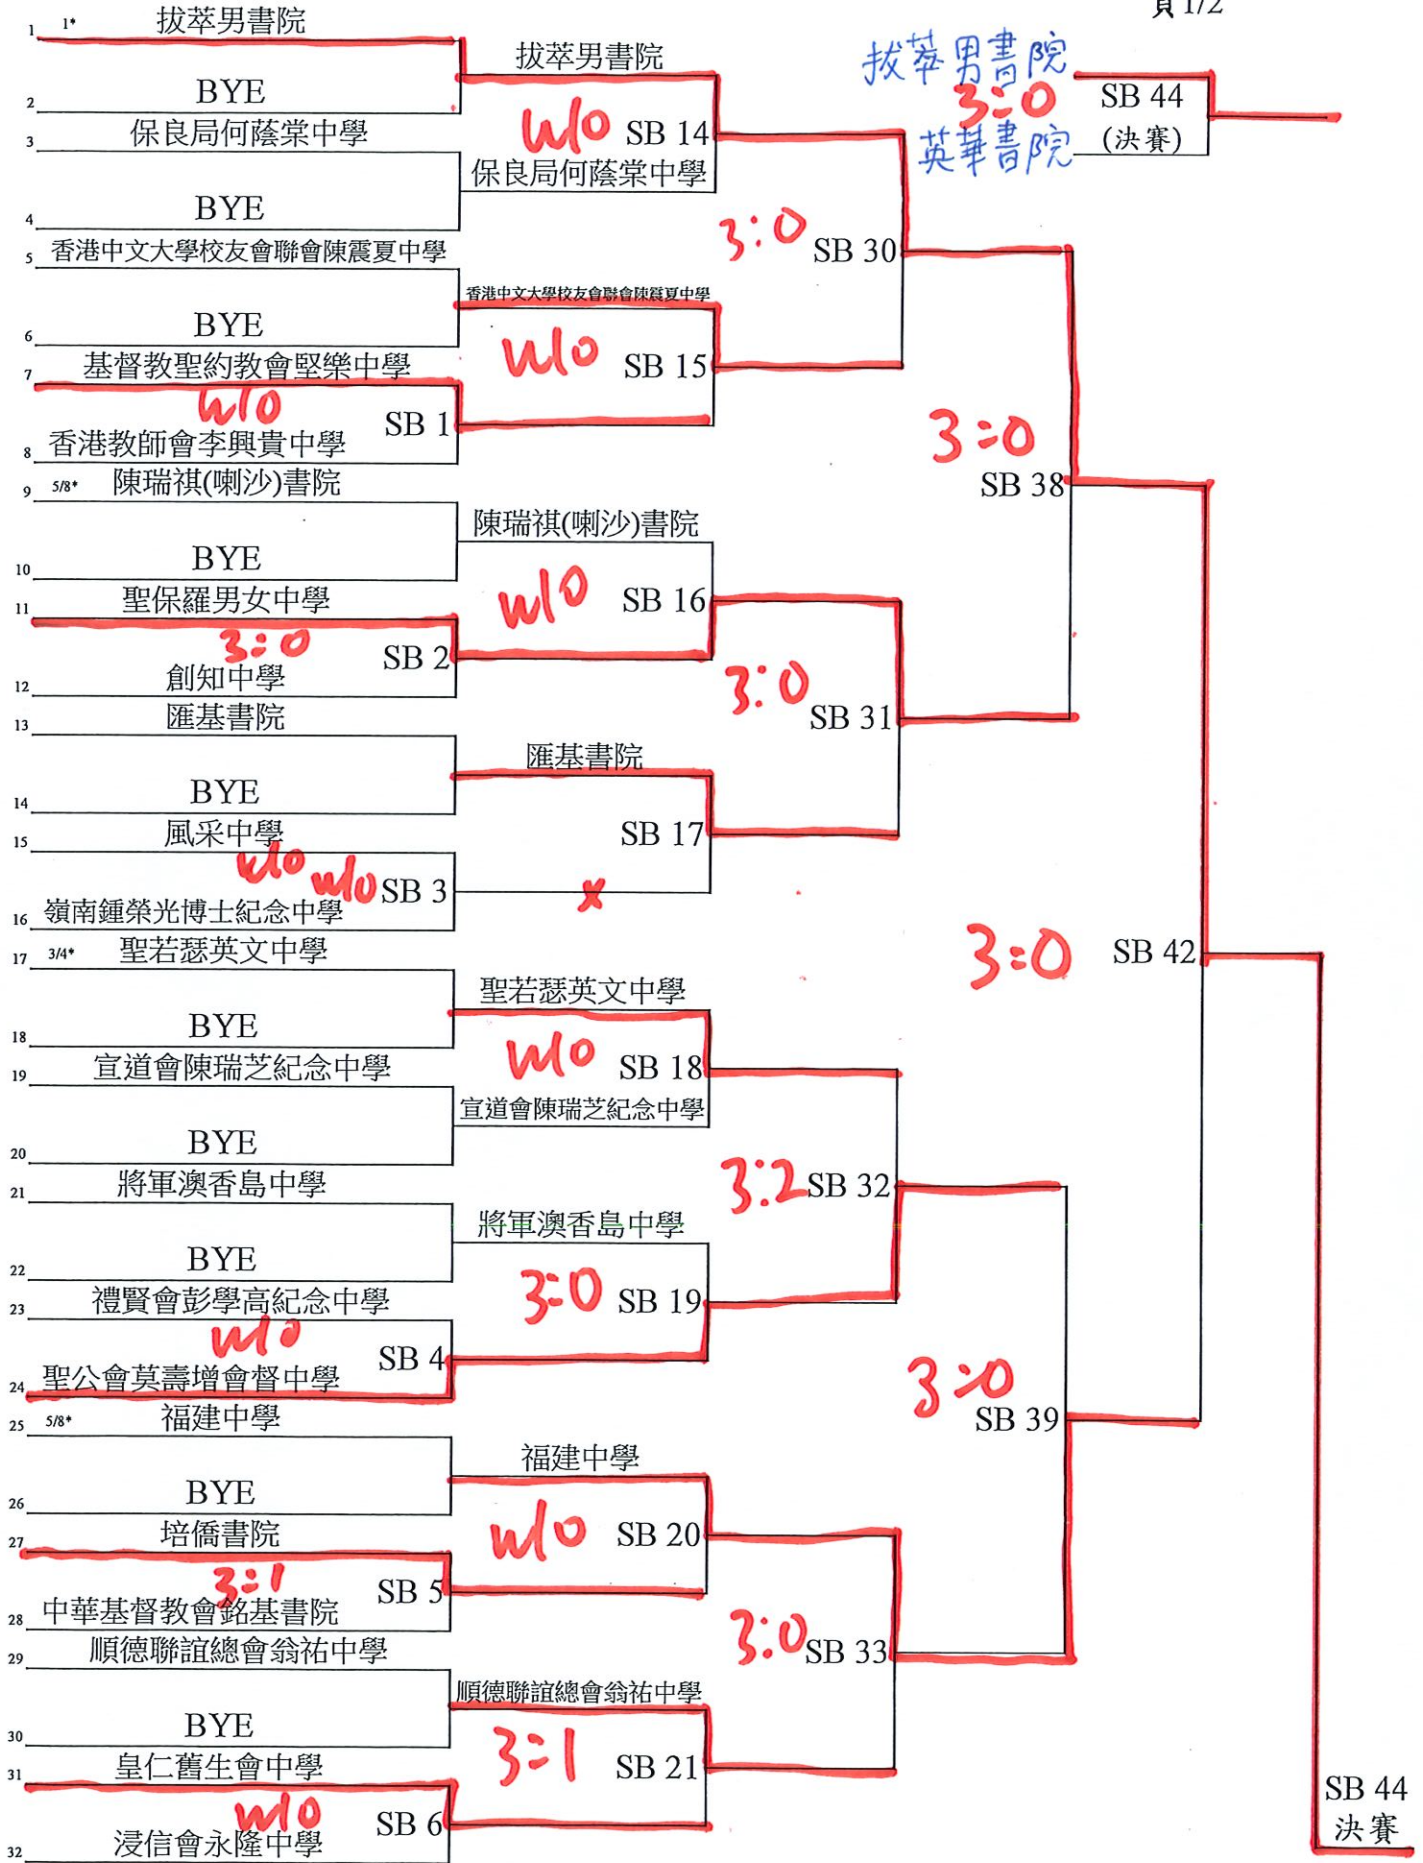 頁 1/2
1 1* 拔萃男書院
拔萃男書院
拔萃男書院
3:0
SB 44
(決賽)
英華書院
2 BYE
w/o SB 14
3 保良局何蔭棠中學
保良局何蔭棠中學
4 BYE
3:0 SB 30
5 香港中文大學校友會聯會陳震夏中學
香港中文大學校友會聯會陳震夏中學
6 BYE
w/o SB 15
7 基督教聖約教會堅樂中學
w/o SB 1
8 香港教師會李興貴中學
3:0
SB 38
9 5/8* 陳瑞祺(喇沙)書院
陳瑞祺(喇沙)書院
10 BYE
w/o SB 16
11 聖保羅男女中學
3:0 SB 2
12 創知中學
3:0 SB 31
13 匯基書院
匯基書院
14 BYE
SB 17
15 風采中學
w/o w/o SB 3
x
16 嶺南鍾榮光博士紀念中學
3:0 SB 42
17 3/4* 聖若瑟英文中學
聖若瑟英文中學
18 BYE
w/o SB 18
19 宣道會陳瑞芝紀念中學
宣道會陳瑞芝紀念中學
20 BYE
3:2 SB 32
21 將軍澳香島中學
將軍澳香島中學
22 BYE
3:0 SB 19
23 禮賢會彭學高紀念中學
w/o SB 4
24 聖公會莫壽增會督中學
3:0
SB 39
25 5/8* 福建中學
福建中學
26 BYE
w/o SB 20
27 培僑書院
3:1 SB 5
28 中華基督教會銘基書院
3:0 SB 33
29 順德聯誼總會翁祐中學
順德聯誼總會翁祐中學
30 BYE
3:1 SB 21
31 皇仁舊生會中學
w/o SB 6
32 浸信會永隆中學
SB 44
決賽